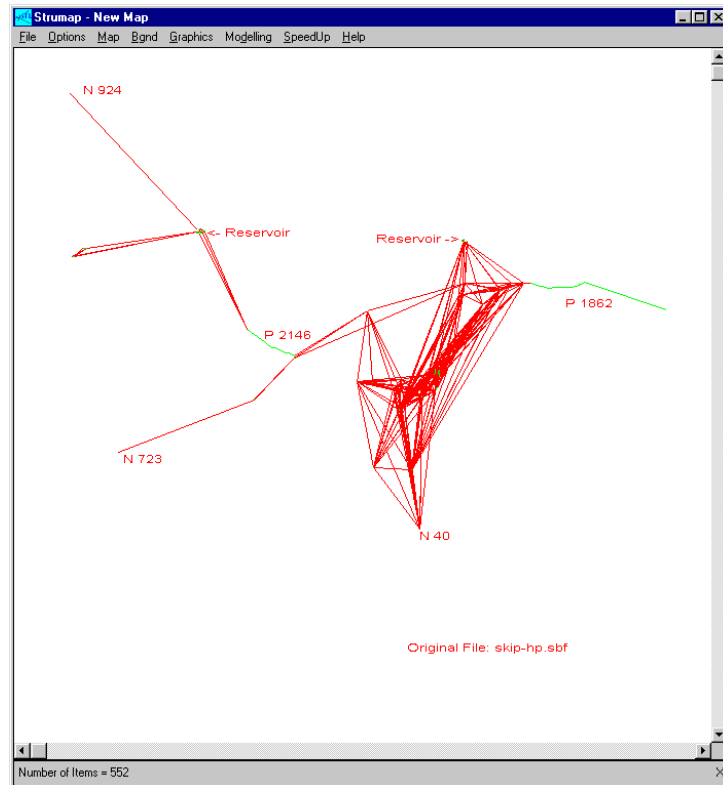 Strumap - New Map
File Options Map Bgnd Graphics Modelling SpeedUp Help
N 924
<- Reservoir
Reservoir ->
P 1862
P 2146
N 723
N 40
Original File: skip-hp.sbf
Number of Items = 552